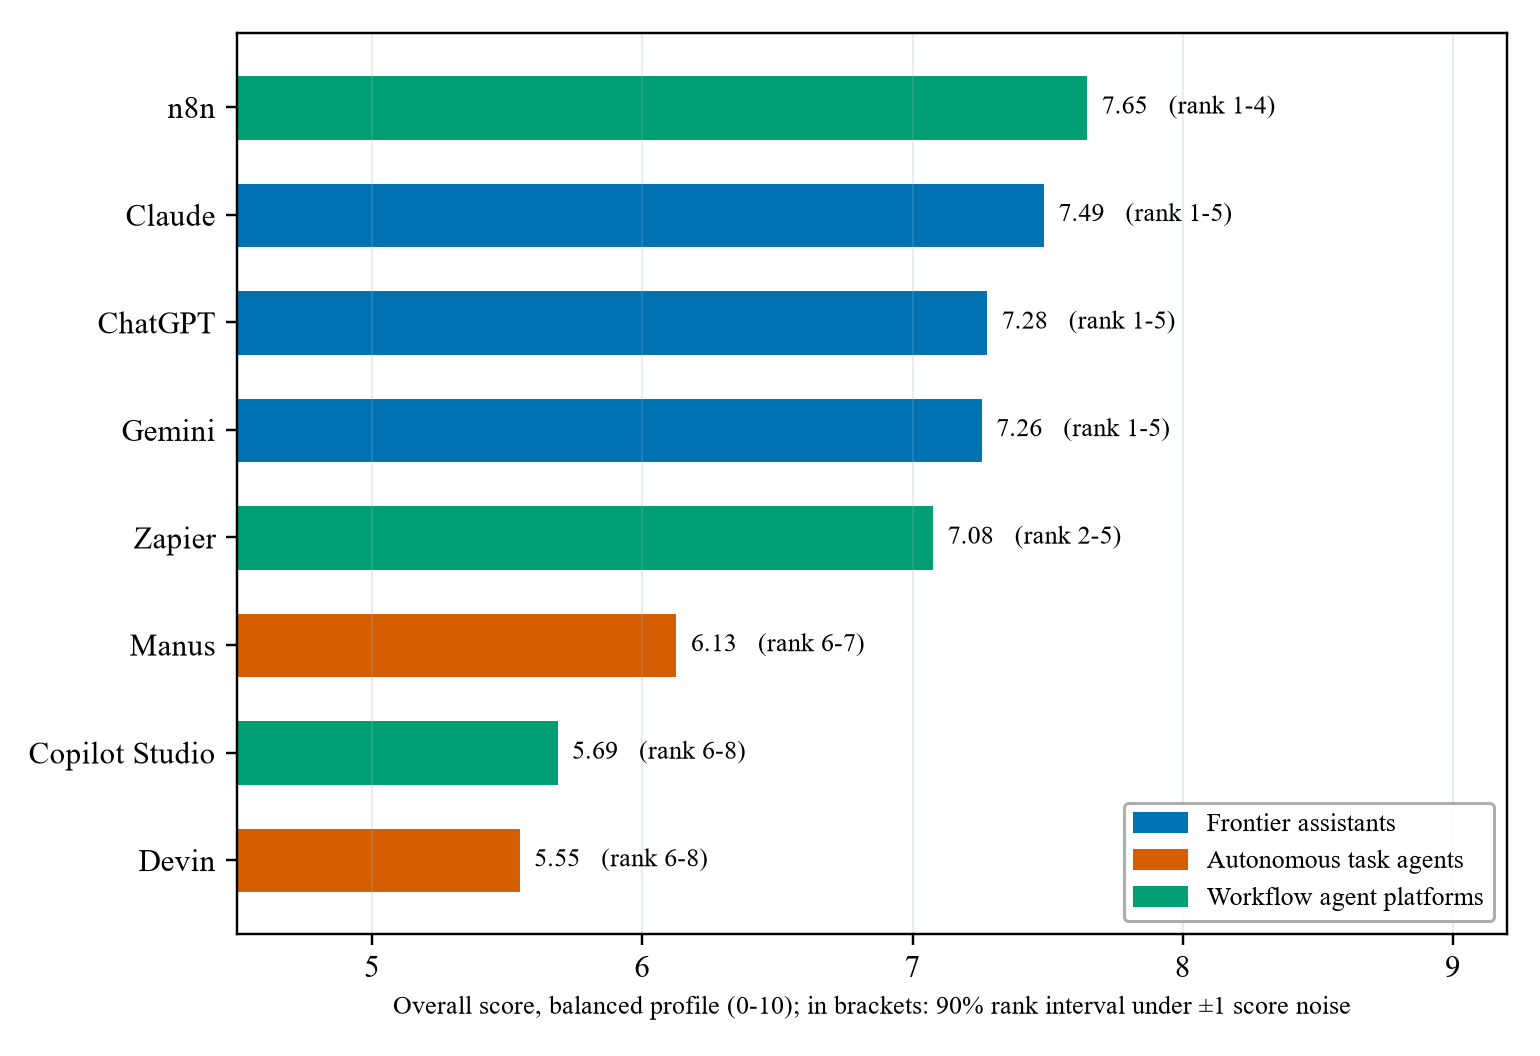 n8n 7.65 (rank 1-4)
Claude 7.49 (rank 1-5)
ChatGPT 7.28 (rank 1-5)
Gemini 7.26 (rank 1-5)
Zapier 7.08 (rank 2-5)
Manus 6.13 (rank 6-7)
Copilot Studio 5.69 (rank 6-8)
Devin 5.55 (rank 6-8)
Frontier assistants
Autonomous task agents
Workflow agent platforms
5 6 7 8 9
Overall score, balanced profile (0-10); in brackets: 90% rank interval under ±1 score noise